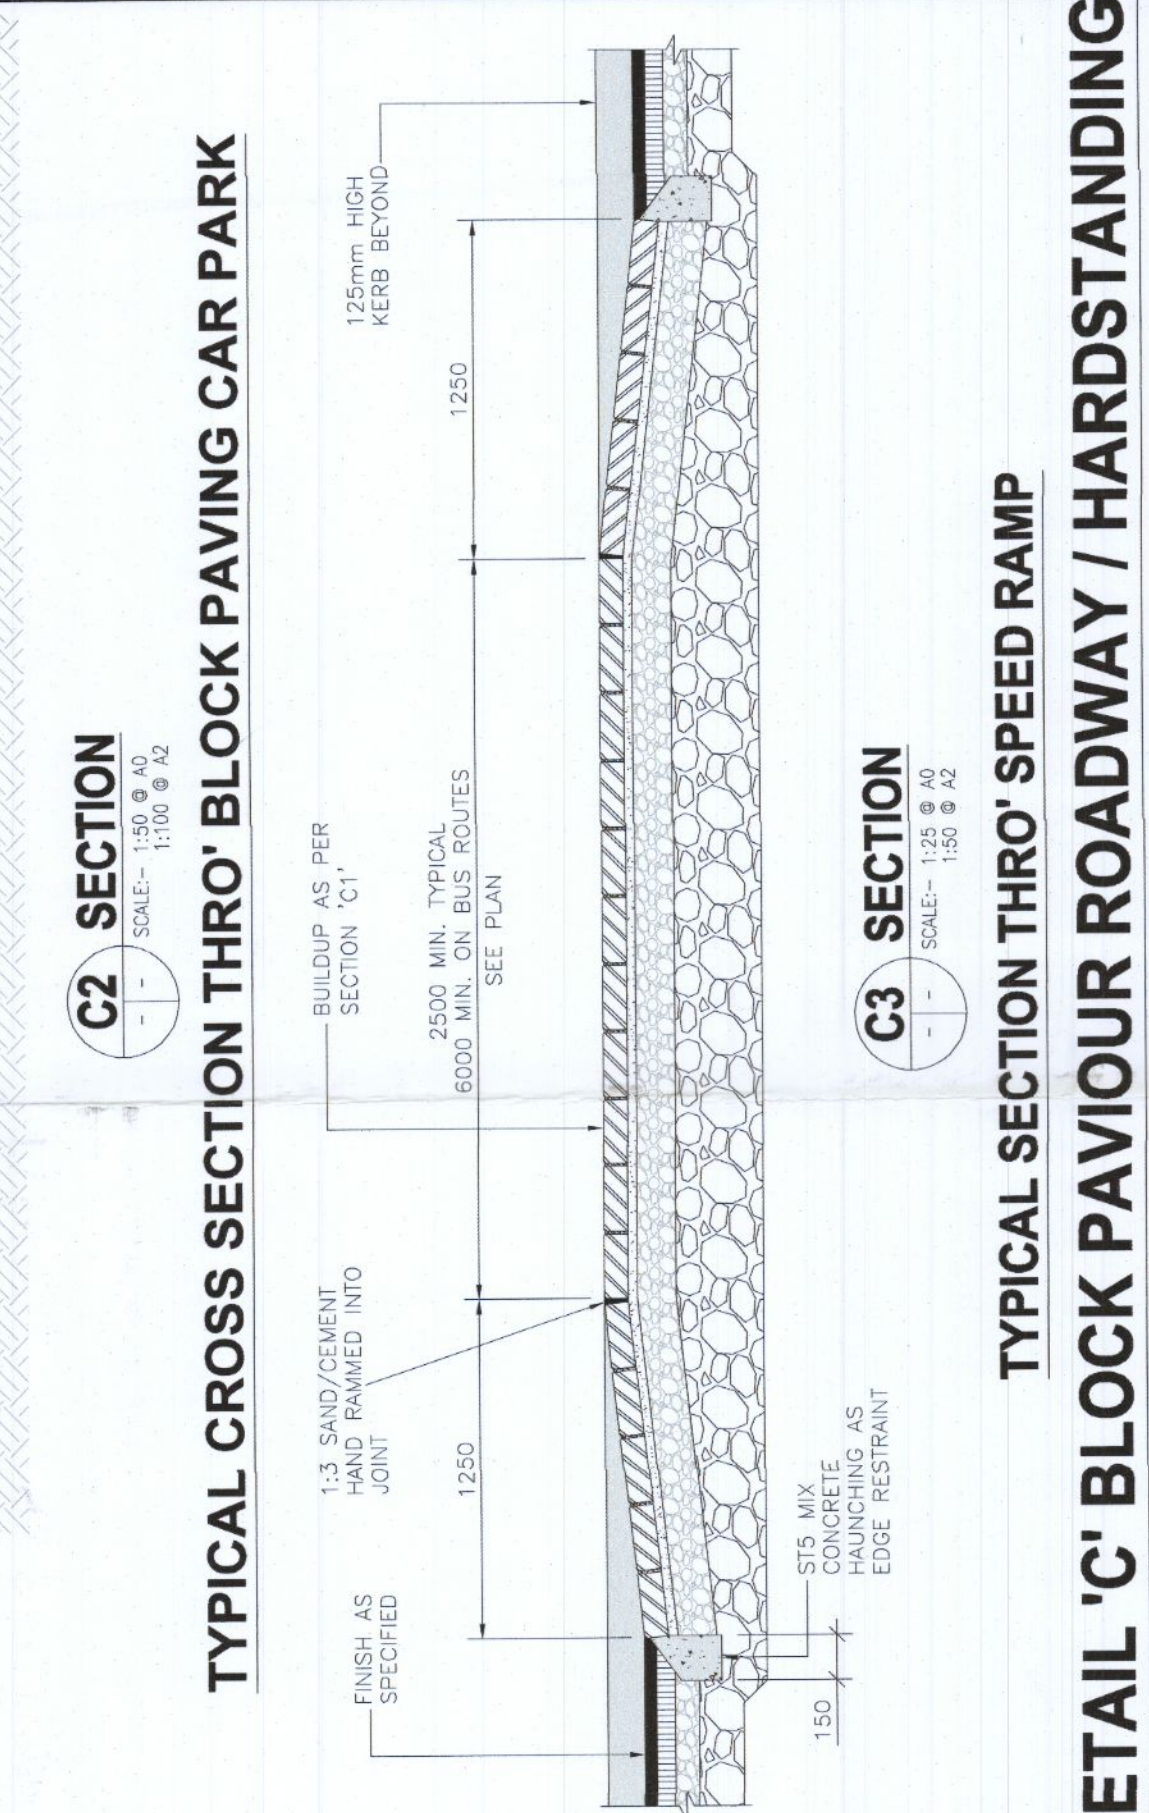 C2 SECTION
- -
SCALE:- 1:50 @ A0
1:100 @ A2
TYPICAL CROSS SECTION THRO' BLOCK PAVING CAR PARK
FINISH AS
SPECIFIED
1:3 SAND/CEMENT
HAND RAMMED INTO
JOINT
BUILDUP AS PER
SECTION 'C1'
125mm HIGH
KERB BEYOND
1250
2500 MIN. TYPICAL
6000 MIN. ON BUS ROUTES
SEE PLAN
1250
150
ST5 MIX
CONCRETE
HAUNCHING AS
EDGE RESTRAINT
C3 SECTION
- -
SCALE:- 1:25 @ A0
1:50 @ A2
TYPICAL SECTION THRO' SPEED RAMP
ETAIL 'C' BLOCK PAVIOUR ROADWAY / HARDSTANDING